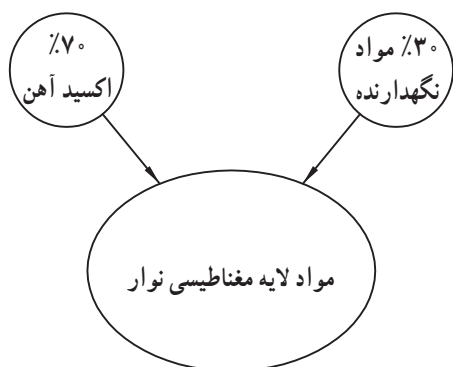 ٪۷۰
اکسید آهن
٪۳۰ مواد
نگهدارنده
مواد لایه مغناطیسی نوار